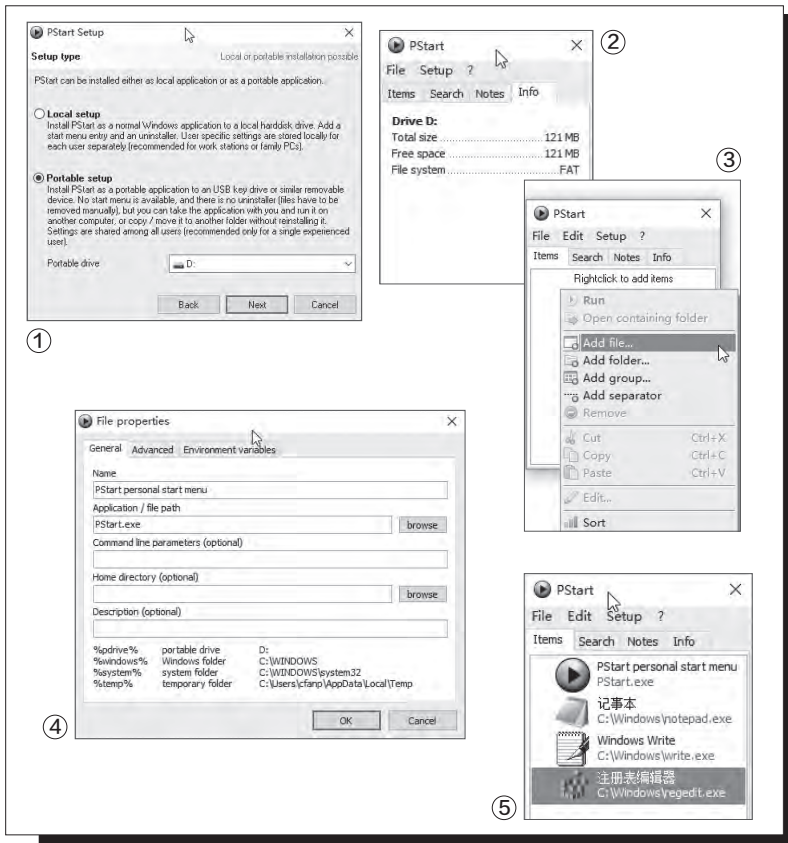 PStart Setup
Setup type
Local or portable installation possible
PStart can be installed either as local application or as a portable application.
Local setup
Install PStart as a normal Windows application to a local harddisk drive. Add a
start menu entry and an uninstaller. User specific settings are stored locally for
each user separately (recommended for work stations or family PCs).
Portable setup
Install PStart as a portable application to an USB key drive or similar removable
device. No start menu is available, and there is no uninstaller (files have to be
removed manually), but you can take the application with you and run it on
another computer, or copy / move it to another folder without reinstalling it.
Settings are shared among all users (recommended only for a single experienced
user).
Portable drive
D:
Back Next Cancel
①
PStart
②
File Setup ?
Items Search Notes Info
Drive D:
Total size 121 MB
Free space 121 MB
File system FAT
③
PStart
File Edit Setup ?
Items Search Notes Info
Rightclick to add items
Run
Open containing folder
Add file...
Add folder...
Add group...
Add separator
Remove
Cut Ctrl+X
Copy Ctrl+C
Paste Ctrl+V
Edit...
Sort
File properties
General Advanced Environment variables
Name
PStart personal start menu
Application / file path
PStart.exe browse
Command line parameters (optional)
Home directory (optional)
browse
Description (optional)
%pdrive% portable drive D:
%windows% Windows folder C:\WINDOWS
%system% system folder C:\WINDOWS\system32
%temp% temporary folder C:\Users\cfanp\AppData\Local\Temp
OK Cancel
④
PStart
File Edit Setup ?
Items Search Notes Info
PStart personal start menu
PStart.exe
记事本
C:\Windows\notepad.exe
Windows Write
C:\Windows\write.exe
注册表编辑器
C:\Windows\regedit.exe
⑤